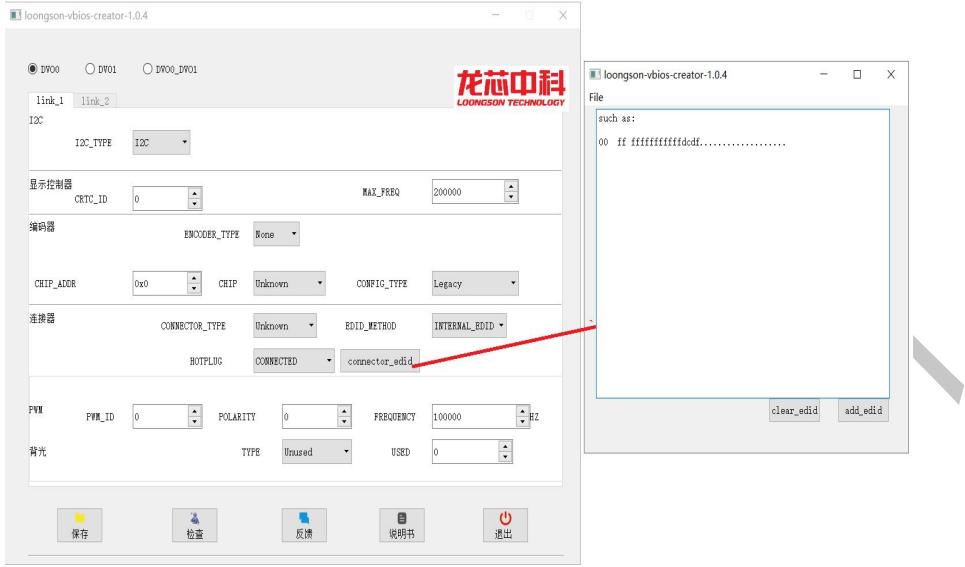 loongson-vbios-creator-1.0.4
DVO0 DVO1 DVO0_DVO1
龙芯中科
LOONGSON TECHNOLOGY
link_1 link_2
I2C
I2C_TYPE I2C
显示控制器
CRTC_ID 0 MAX_FREQ 200000
编码器
ENCODER_TYPE None
CHIP_ADDR 0x0 CHIP Unknown CONFIG_TYPE Legacy
连接器
CONNECTOR_TYPE Unknown EDID_METHOD INTERNAL_EDID
HOTPLUG CONNECTED connector_edid
PWM
PWM_ID 0 POLARITY 0 FREQUENCY 100000 HZ
背光
TYPE Unused USED 0
保存 检查 反馈 说明书 退出
loongson-vbios-creator-1.0.4
File
such as:
00 ff ffffffffffffdcdf...................
clear_edid add_edid